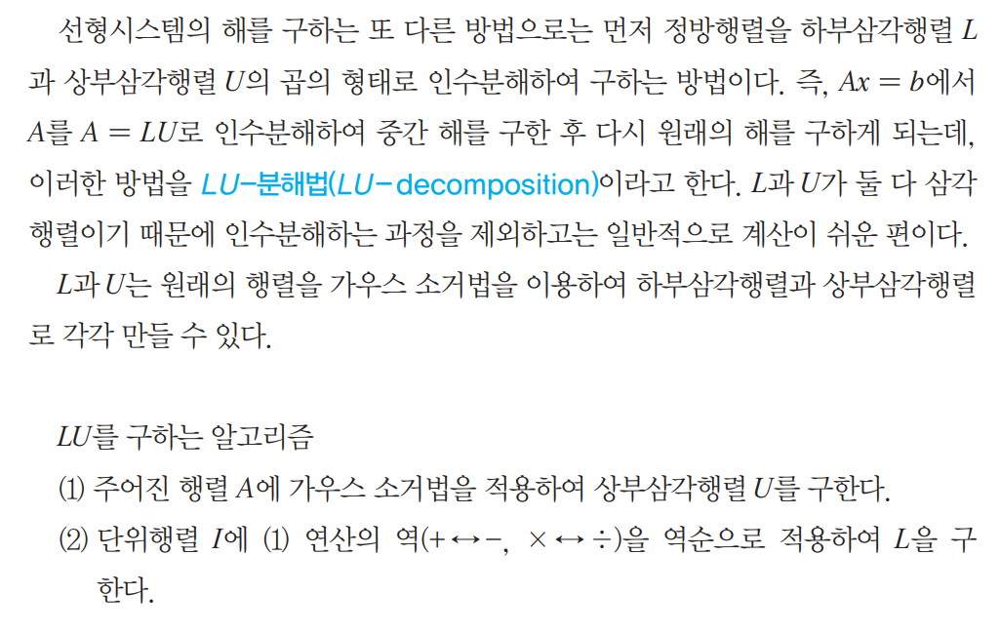 선형시스템의 해를 구하는 또 다른 방법으로는 먼저 정방행렬을 하부삼각행렬 L
과 상부삼각행렬 U의 곱의 형태로 인수분해하여 구하는 방법이다. 즉, Ax = b에서
A를 A = LU로 인수분해하여 중간 해를 구한 후 다시 원래의 해를 구하게 되는데,
이러한 방법을 LU-분해법(LU-decomposition)이라고 한다. L과 U가 둘 다 삼각
행렬이기 때문에 인수분해하는 과정을 제외하고는 일반적으로 계산이 쉬운 편이다.
L과 U는 원래의 행렬을 가우스 소거법을 이용하여 하부삼각행렬과 상부삼각행렬
로 각각 만들 수 있다.
LU를 구하는 알고리즘
(1) 주어진 행렬 A에 가우스 소거법을 적용하여 상부삼각행렬 U를 구한다.
(2) 단위행렬 I에 (1) 연산의 역(+↔-, ×↔÷)을 역순으로 적용하여 L을 구
한다.